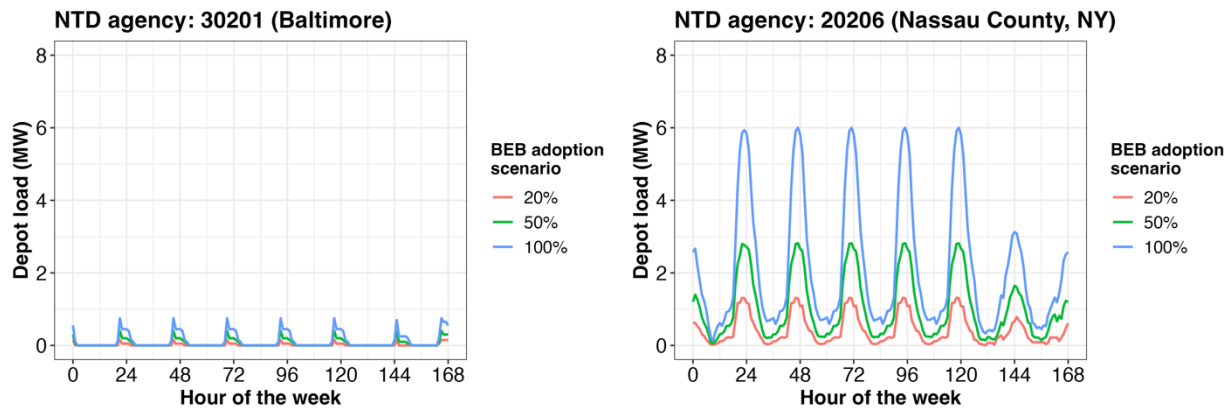 NTD agency: 30201 (Baltimore)
Depot load (MW)
8
6
4
2
0
0 24 48 72 96 120 144 168
Hour of the week
BEB adoption
scenario
20%
50%
100%
NTD agency: 20206 (Nassau County, NY)
Depot load (MW)
8
6
4
2
0
0 24 48 72 96 120 144 168
Hour of the week
BEB adoption
scenario
20%
50%
100%